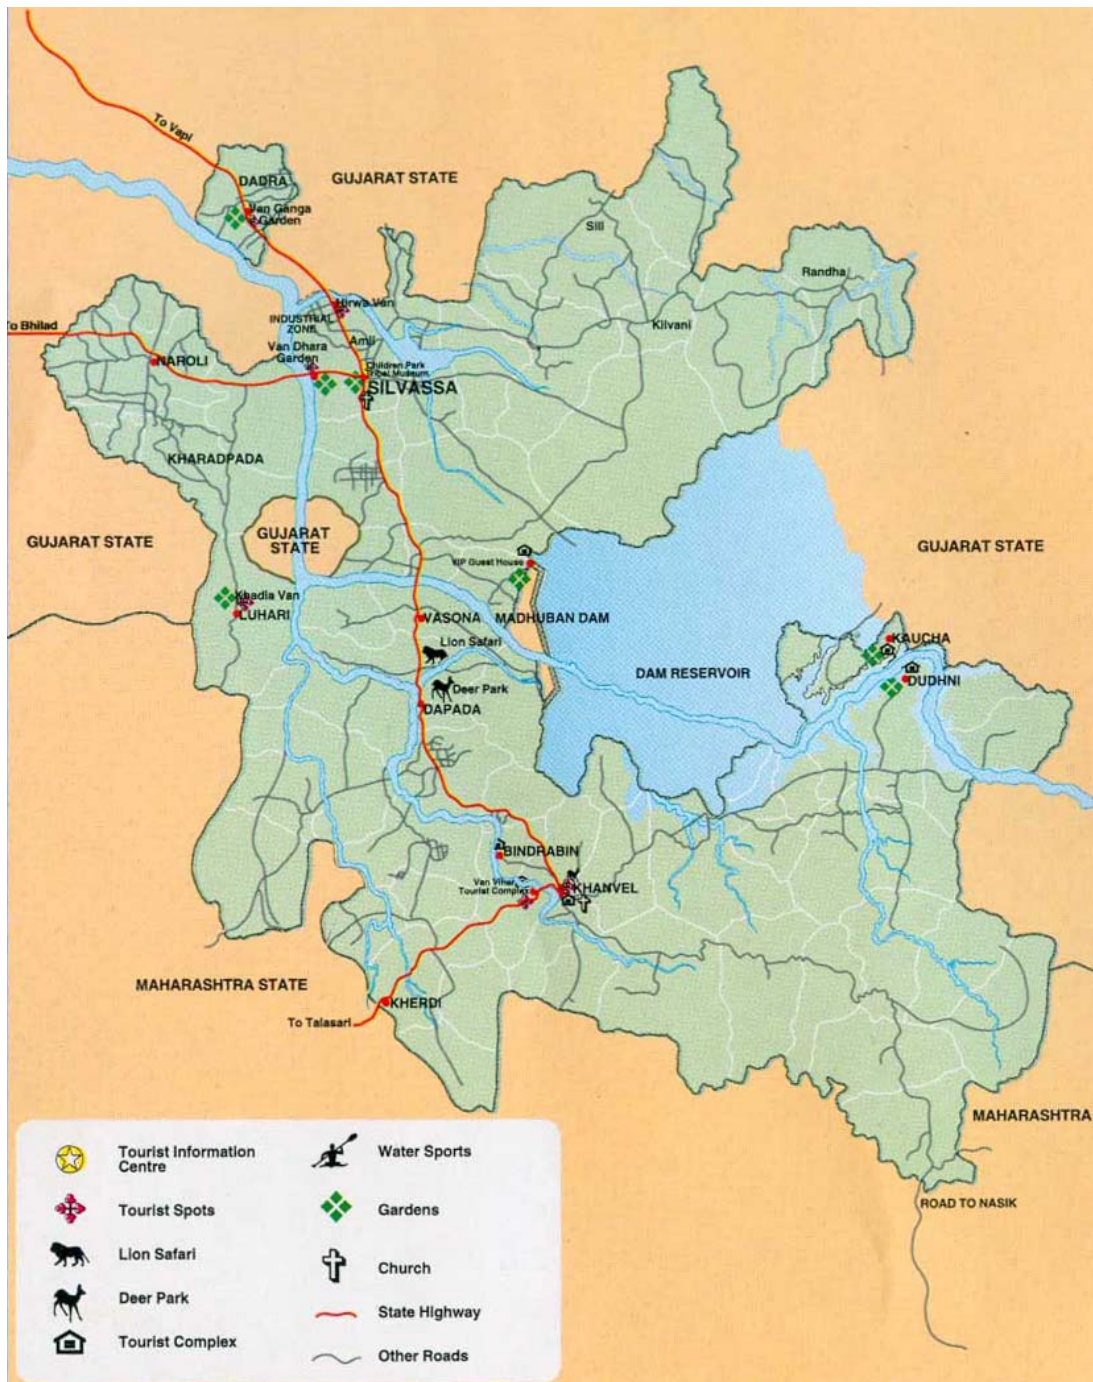 To Vapi
DADRA
GUJARAT STATE
Van Ganga
Garden
Sili
Randha
Hirwa Van
INDUSTRIAL
ZONE
Kilvani
To Bhilad
Amli
Van Dhara
Garden
NAROLI
Children Park
Tribal Museum
SILVASSA
KHARADPADA
GUJARAT STATE
GUJARAT
STATE
GUJARAT STATE
VIP Guest House
Khadia Van
LUHARI
VASONA
MADHUBAN DAM
Lion Safari
KAUCHA
DAM RESERVOIR
DUDHNI
Deer Park
DAPADA
BINDRABIN
Van Vihar
Tourist Complex
KHANVEL
MAHARASHTRA STATE
KHERDI
To Talasari
MAHARASHTRA
ROAD TO NASIK
Tourist Information
Centre
Tourist Spots
Lion Safari
Deer Park
Tourist Complex
Water Sports
Gardens
Church
State Highway
Other Roads